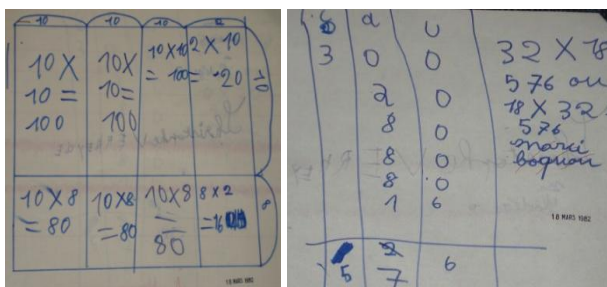 10 10 10 2
10 X 10 X 10 X 10 2 X 10
10 = 10 = = 100 = 20
100 100
10
10 X 8 10 X 8 10 X 8 8 X 2
= 80 = 80 = 80 = 16
8
18 MARS 1982
d u
3 0 0
2 0
8 0
8 0
8 0
1 6
5 7 6
32 X 18
576 ou
18 X 32
576
18 MARS 1982